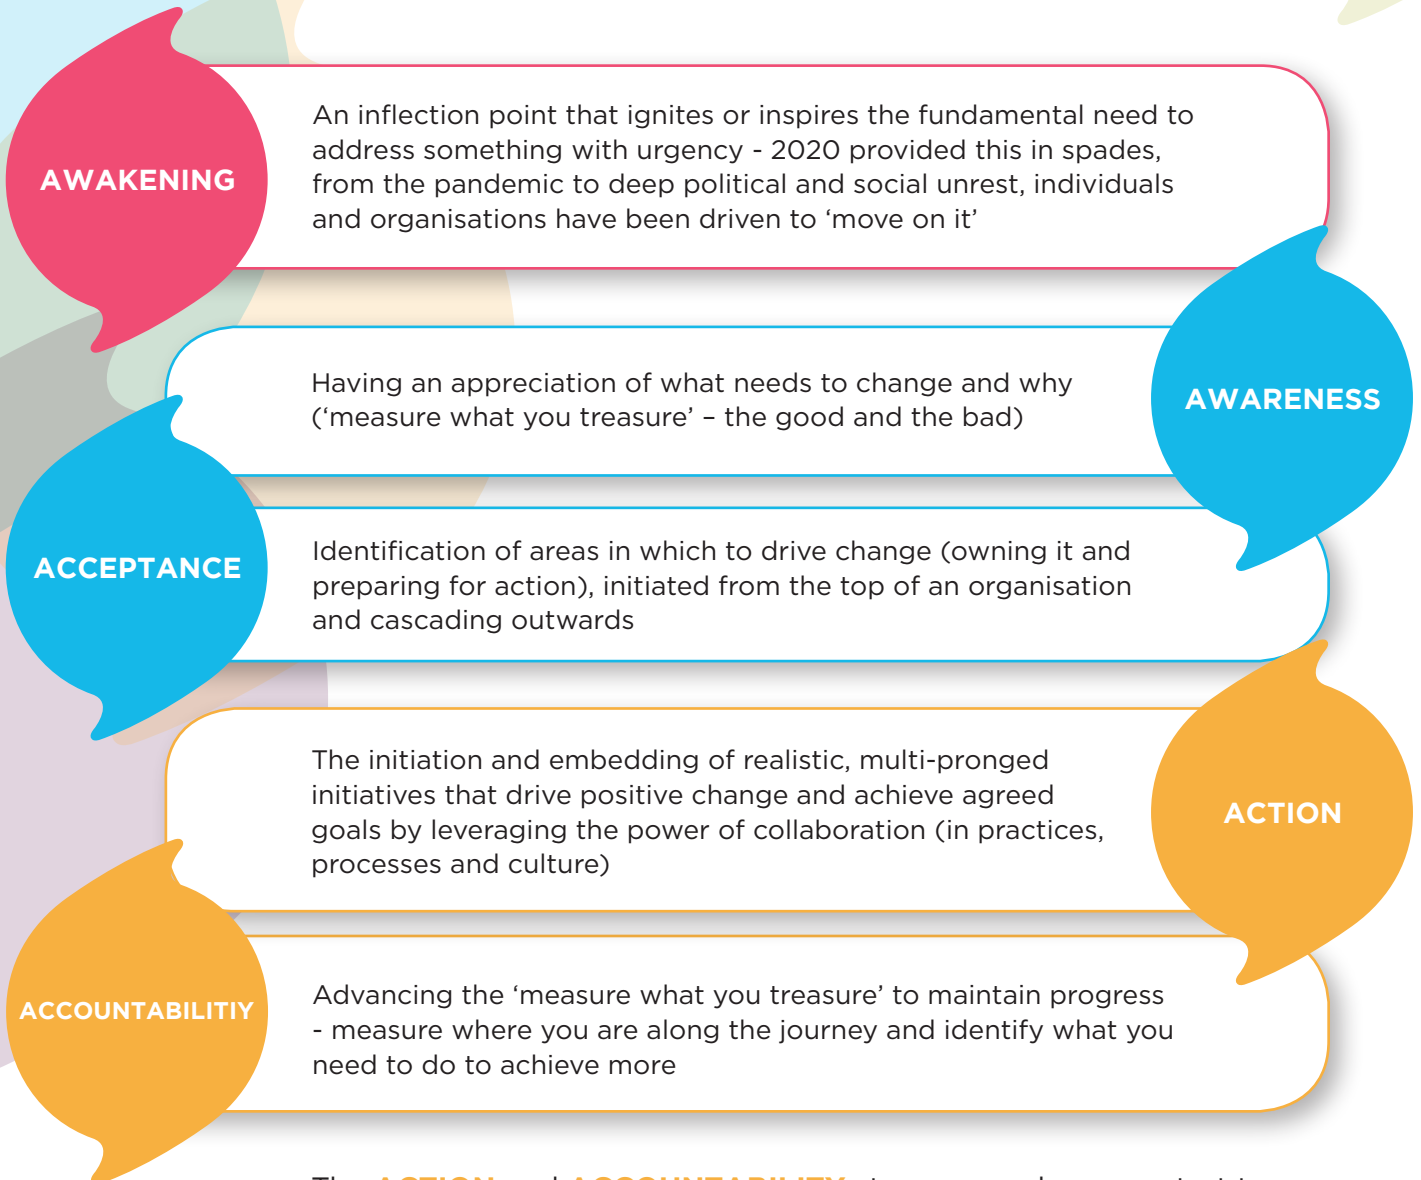 AWAKENING
An inflection point that ignites or inspires the fundamental need to
address something with urgency - 2020 provided this in spades,
from the pandemic to deep political and social unrest, individuals
and organisations have been driven to ‘move on it’
AWARENESS
Having an appreciation of what needs to change and why
(‘measure what you treasure’ – the good and the bad)
ACCEPTANCE
Identification of areas in which to drive change (owning it and
preparing for action), initiated from the top of an organisation
and cascading outwards
ACTION
The initiation and embedding of realistic, multi-pronged
initiatives that drive positive change and achieve agreed
goals by leveraging the power of collaboration (in practices,
processes and culture)
ACCOUNTABILITIY
Advancing the ‘measure what you treasure’ to maintain progress
- measure where you are along the journey and identify what you
need to do to achieve more
The ACTION and ACCOUNTABILITY